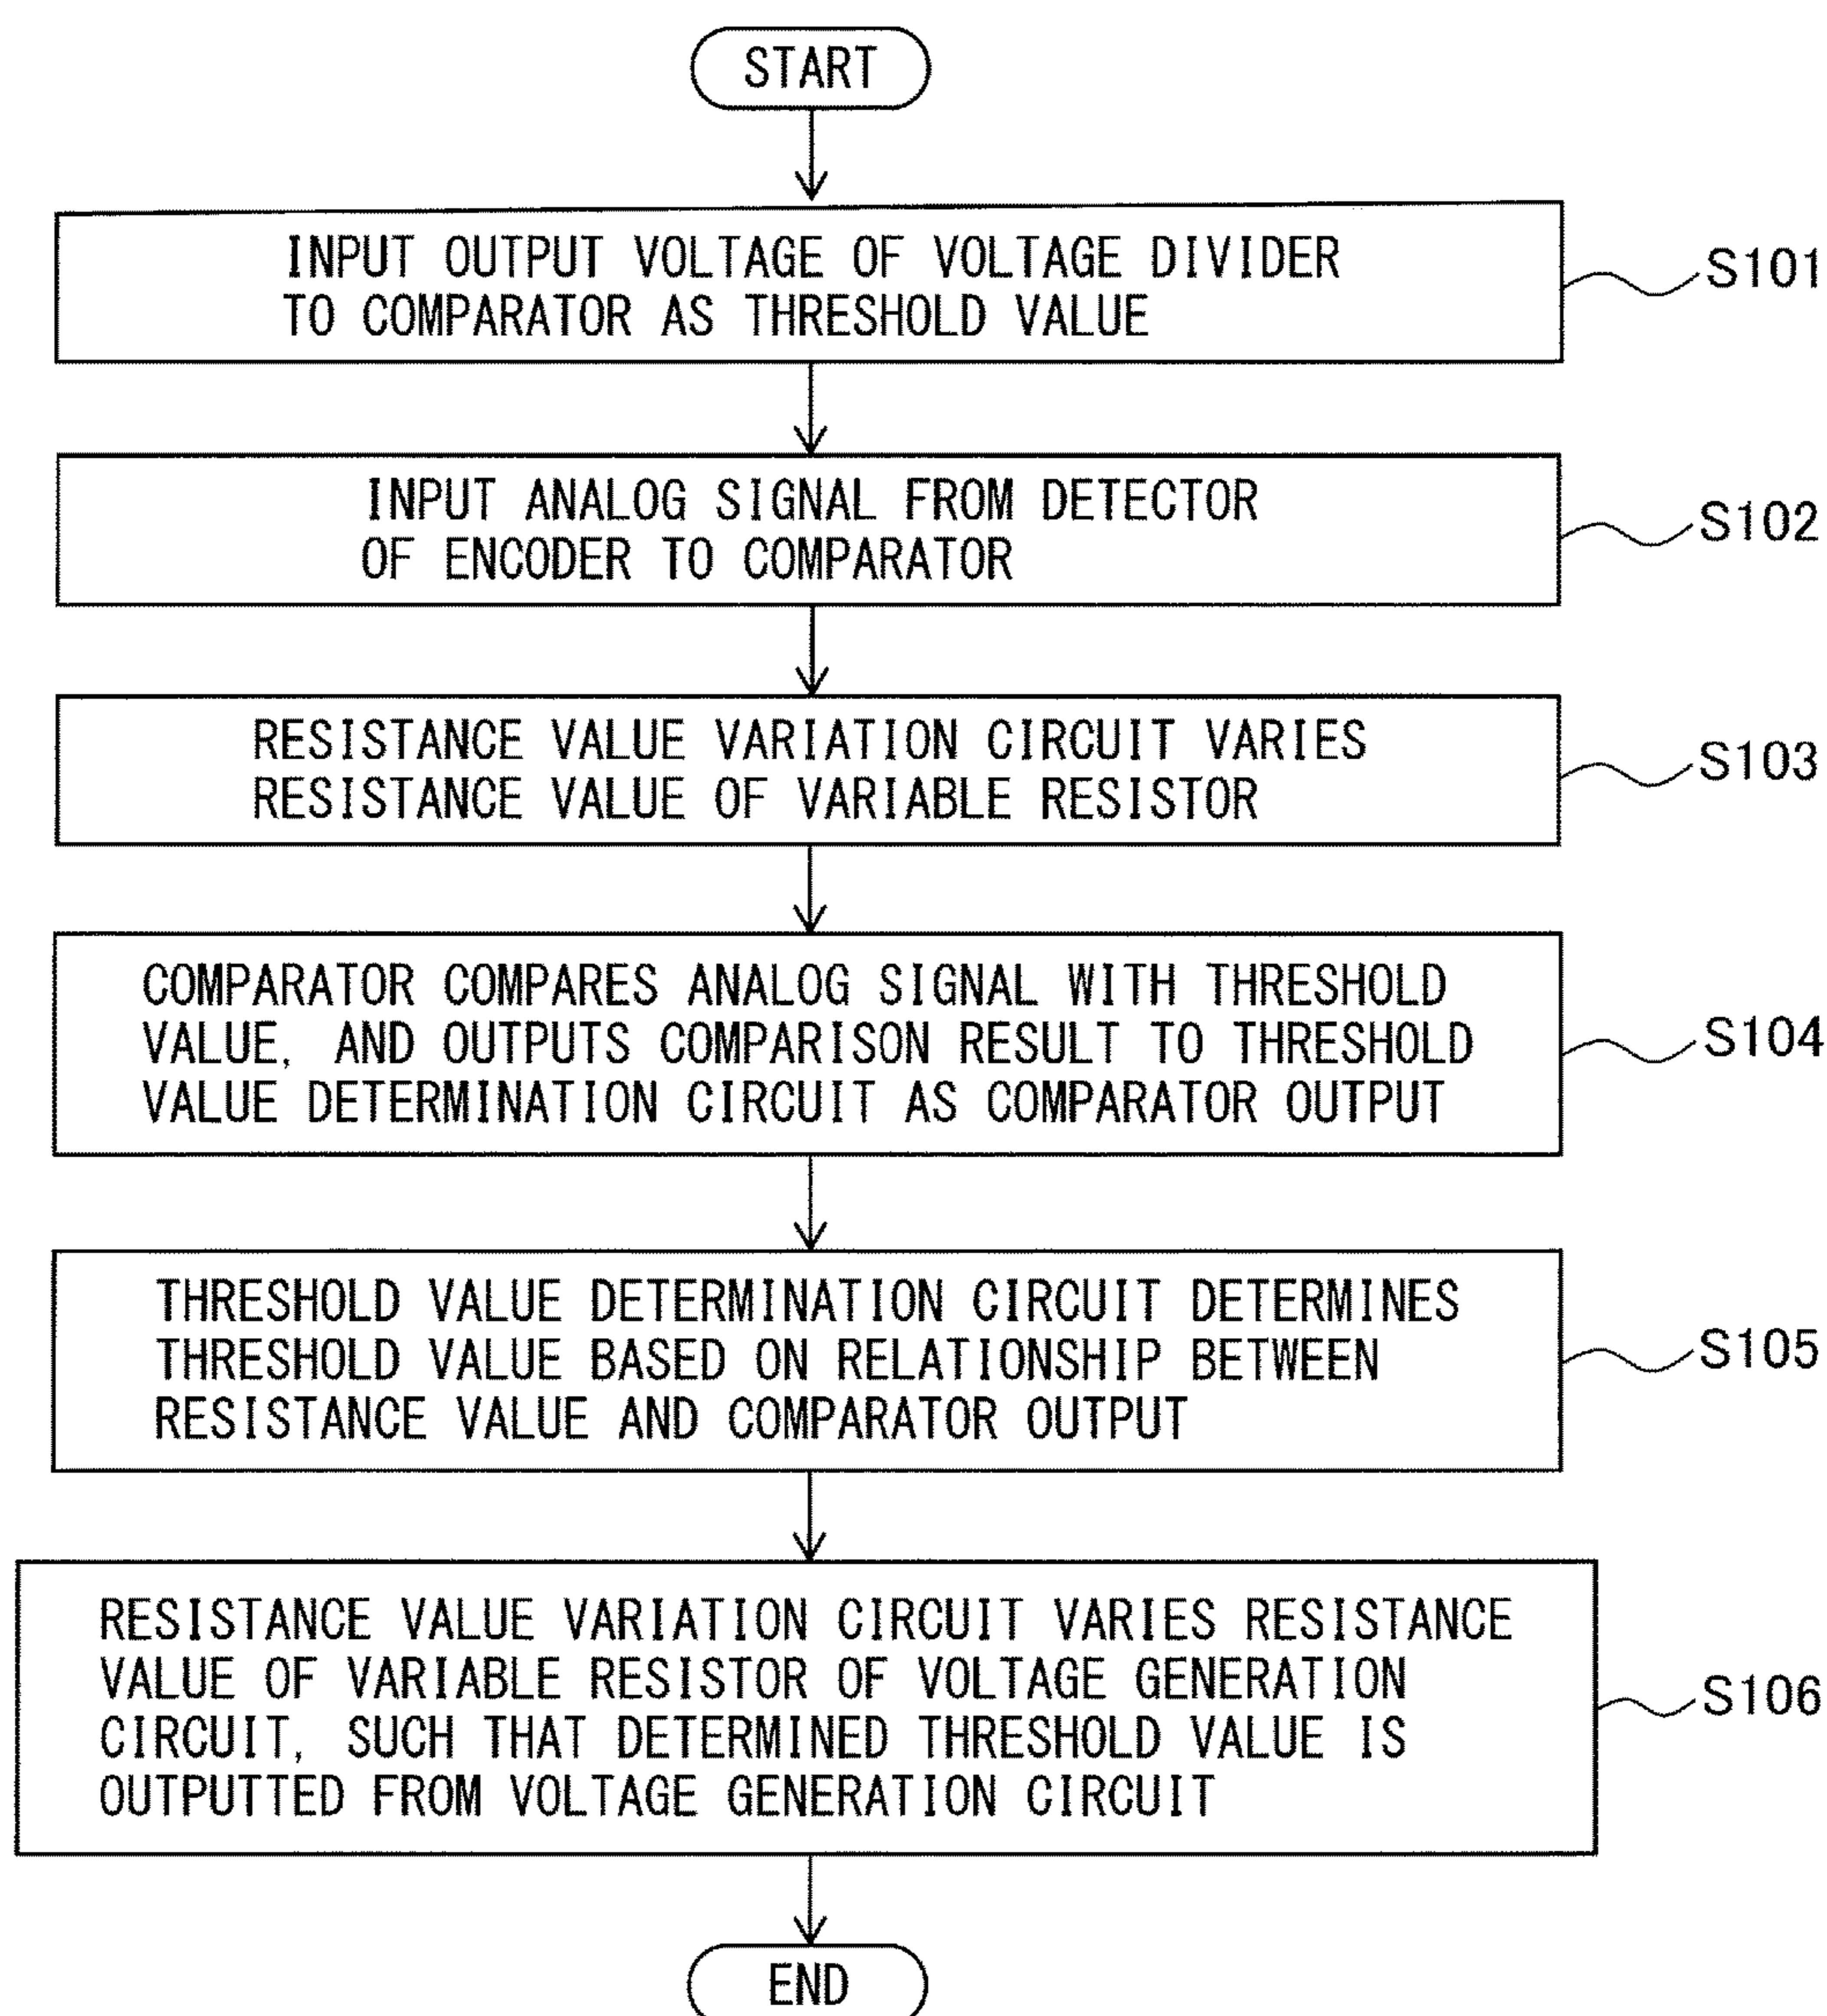 START
INPUT OUTPUT VOLTAGE OF VOLTAGE DIVIDER
TO COMPARATOR AS THRESHOLD VALUE
S101
INPUT ANALOG SIGNAL FROM DETECTOR
OF ENCODER TO COMPARATOR
S102
RESISTANCE VALUE VARIATION CIRCUIT VARIES
RESISTANCE VALUE OF VARIABLE RESISTOR
S103
COMPARATOR COMPARES ANALOG SIGNAL WITH THRESHOLD
VALUE, AND OUTPUTS COMPARISON RESULT TO THRESHOLD
VALUE DETERMINATION CIRCUIT AS COMPARATOR OUTPUT
S104
THRESHOLD VALUE DETERMINATION CIRCUIT DETERMINES
THRESHOLD VALUE BASED ON RELATIONSHIP BETWEEN
RESISTANCE VALUE AND COMPARATOR OUTPUT
S105
RESISTANCE VALUE VARIATION CIRCUIT VARIES RESISTANCE
VALUE OF VARIABLE RESISTOR OF VOLTAGE GENERATION
CIRCUIT, SUCH THAT DETERMINED THRESHOLD VALUE IS
OUTPUTTED FROM VOLTAGE GENERATION CIRCUIT
S106
END